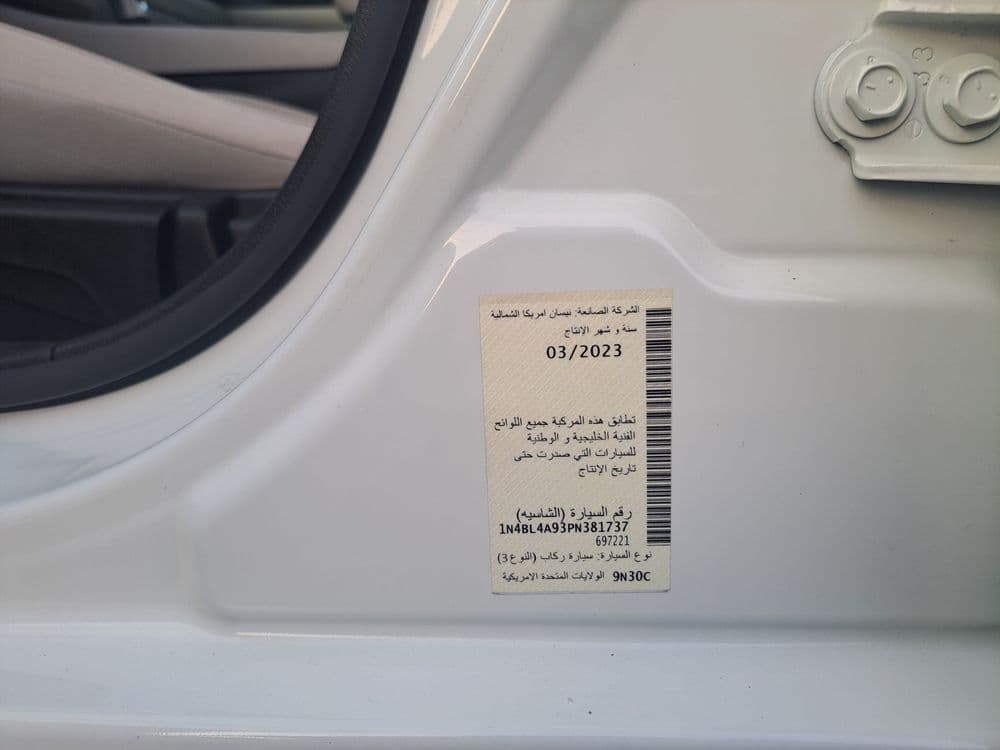 الشركة الصانعة: نيسان امريكا الشمالية
سنة و شهر الانتاج
03/2023
تطابق هذه المركبة جميع اللوائح
الفنية الخليجية و الوطنية
للسيارات التي صدرت حتى
تاريخ الإنتاج
رقم السيارة (الشاسيه)
1N4BL4A93PN381737
697221
نوع السيارة: سيارة ركاب (النوع 3)
9N30C الولايات المتحدة الامريكية